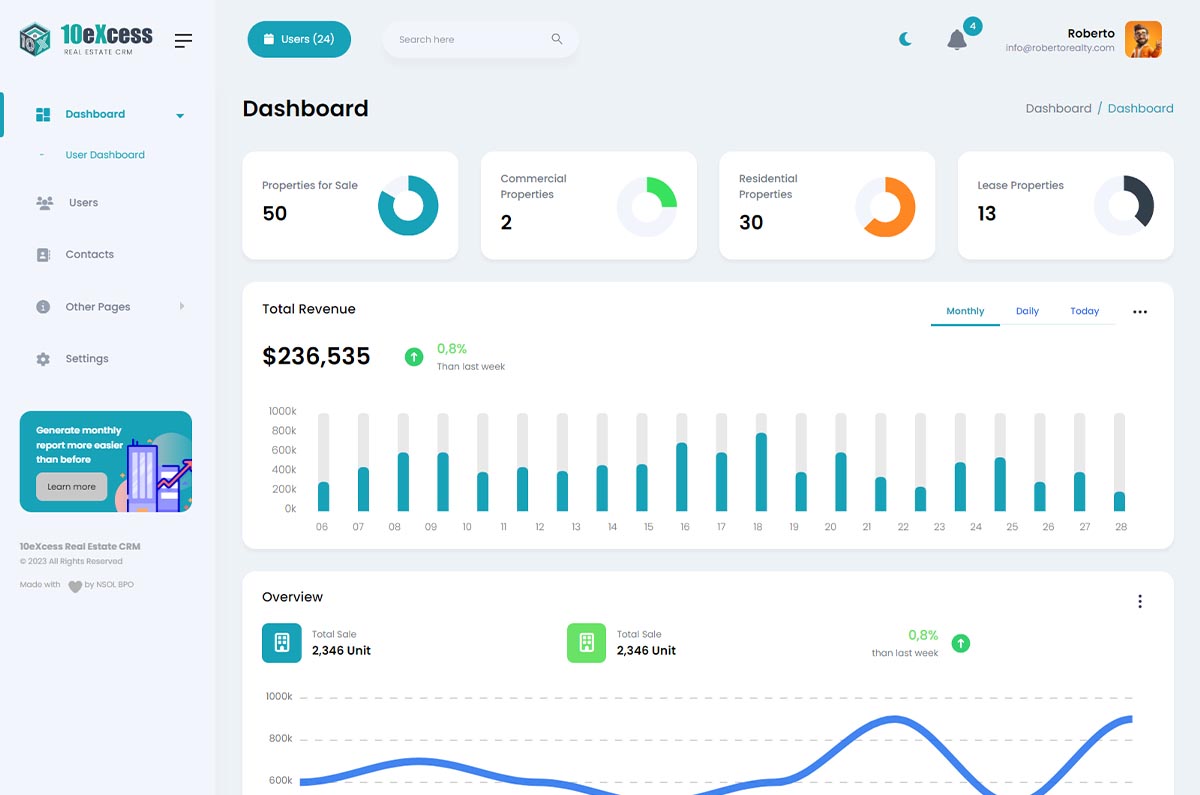 10eXcess
REAL ESTATE CRM
Users (24)
Search here
4
Roberto
info@robertorealty.com
Dashboard
User Dashboard
Users
Contacts
Other Pages
Settings
Generate monthly
report more easier
than before
Learn more
10eXcess Real Estate CRM
© 2023 All Rights Reserved
Made with by NSOL BPO
Dashboard
Dashboard / Dashboard
Properties for Sale
50
Commercial
Properties
2
Residential
Properties
30
Lease Properties
13
Total Revenue
Monthly Daily Today
$236,535
0,8%
Than last week
1000k
800k
600k
400k
200k
0k
06 07 08 09 10 11 12 13 14 15 16 17 18 19 20 21 22 23 24 25 26 27 28
Overview
Total Sale
2,346 Unit
Total Sale
2,346 Unit
0,8%
than last week
1000k
800k
600k